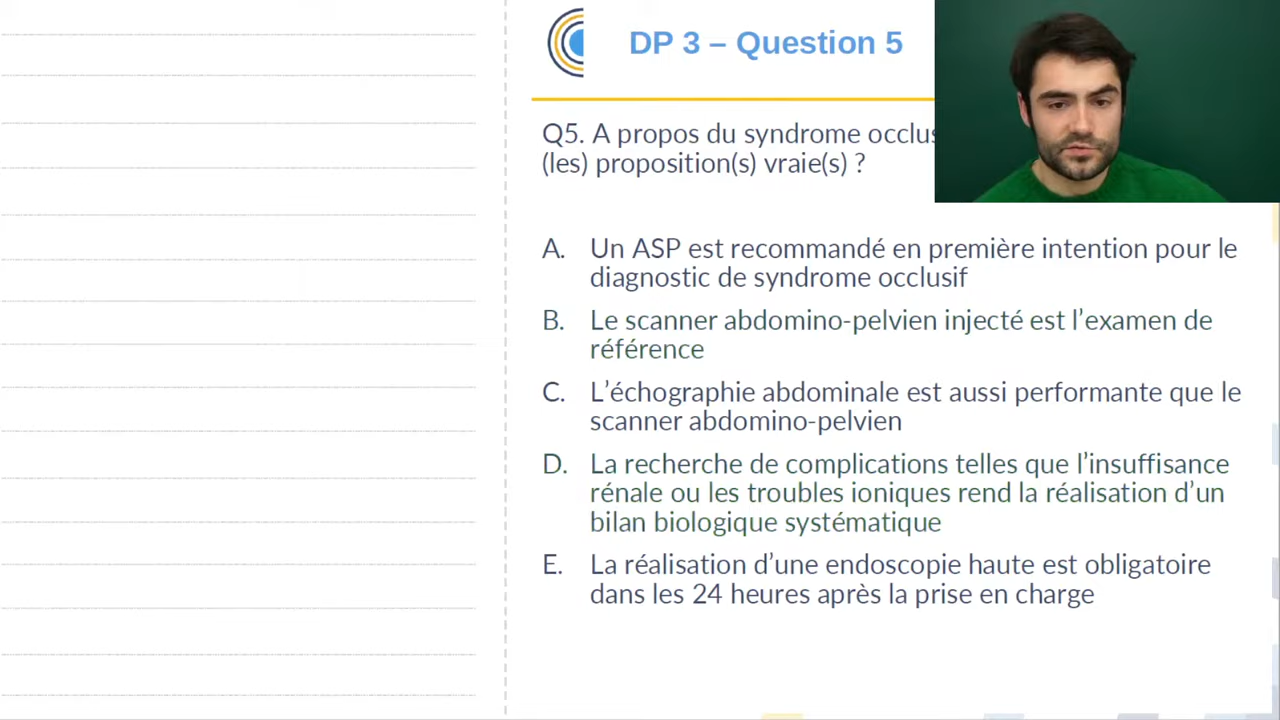 DP 3 – Question 5
Q5. A propos du syndrome
(les) proposition(s) vraie(s) ?
A. Un ASP est recommandé en première intention pour le
diagnostic de syndrome occlusif
B. Le scanner abdomino-pelvien injecté est l’examen de
référence
C. L’échographie abdominale est aussi performante que le
scanner abdomino-pelvien
D. La recherche de complications telles que l’insuffisance
rénale ou les troubles ioniques rend la réalisation d’un
bilan biologique systématique
E. La réalisation d’une endoscopie haute est obligatoire
dans les 24 heures après la prise en charge